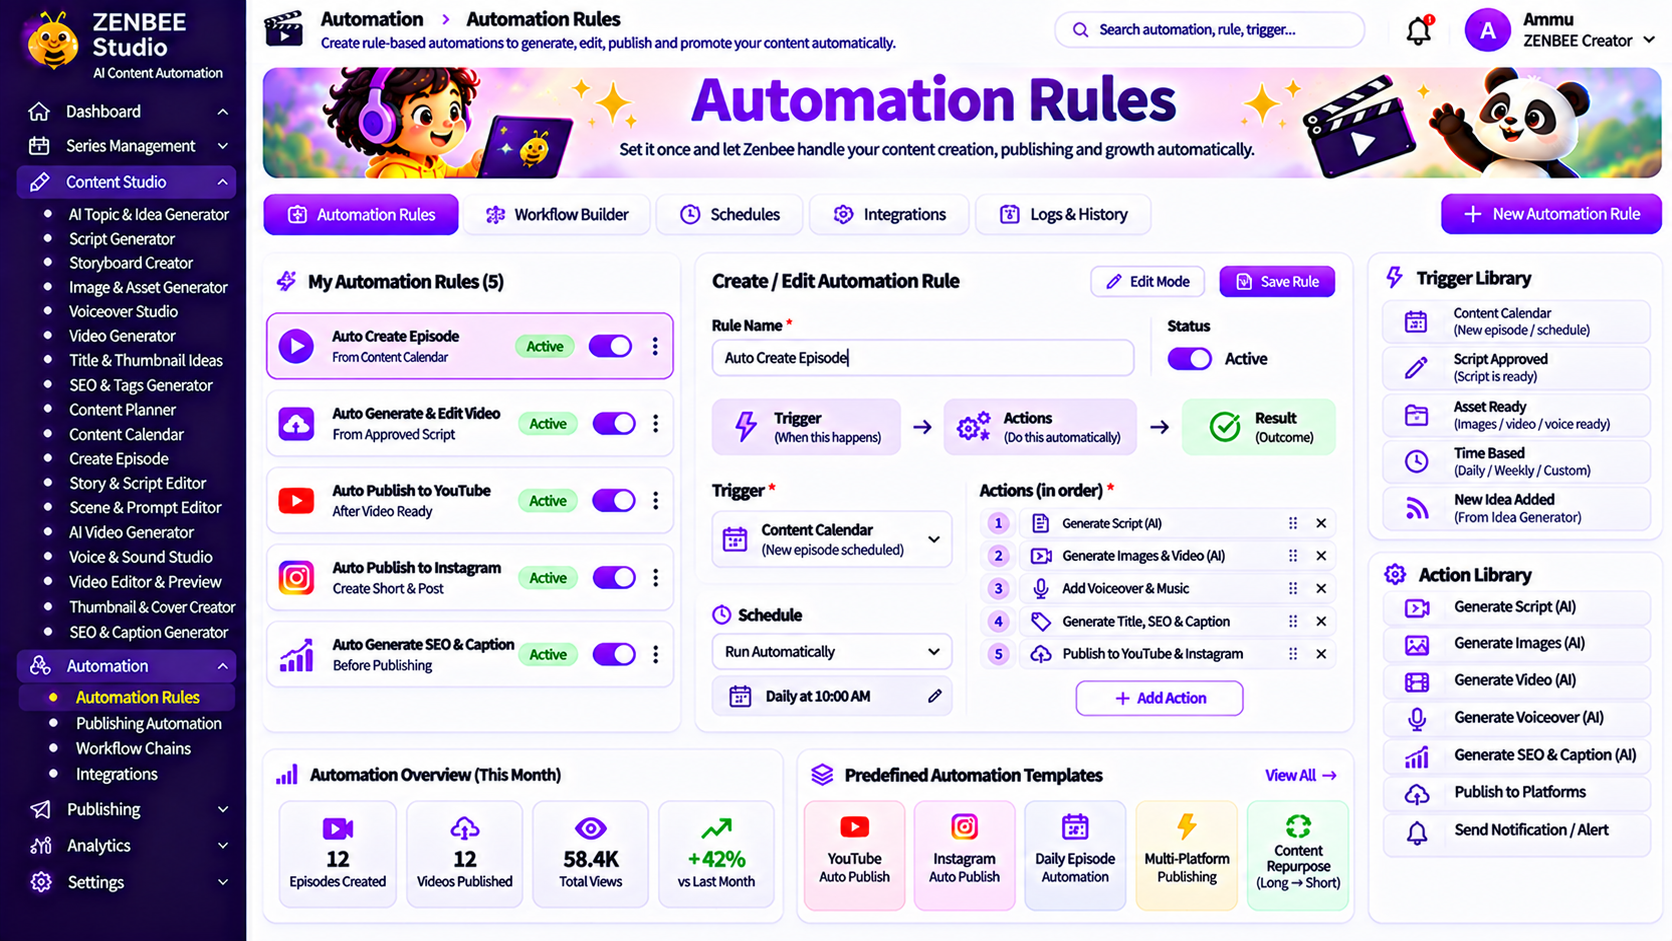 ZENBEE
Studio
AI Content Automation
Dashboard
Series Management
Content Studio
AI Topic & Idea Generator
Script Generator
Storyboard Creator
Image & Asset Generator
Voiceover Studio
Video Generator
Title & Thumbnail Ideas
SEO & Tags Generator
Content Planner
Content Calendar
Create Episode
Story & Script Editor
Scene & Prompt Editor
AI Video Generator
Voice & Sound Studio
Video Editor & Preview
Thumbnail & Cover Creator
SEO & Caption Generator
Automation
Automation Rules
Publishing Automation
Workflow Chains
Integrations
Publishing
Analytics
Settings
Automation > Automation Rules
Create rule-based automations to generate, edit, publish and promote your content automatically.
Search automation, rule, trigger...
A
Ammu
ZENBEE Creator
Automation Rules
Set it once and let Zenbee handle your content creation, publishing and growth automatically.
Automation Rules
Workflow Builder
Schedules
Integrations
Logs & History
+ New Automation Rule
My Automation Rules (5)
Auto Create Episode
From Content Calendar
Active
Auto Generate & Edit Video
From Approved Script
Active
Auto Publish to YouTube
After Video Ready
Active
Auto Publish to Instagram
Create Short & Post
Active
Auto Generate SEO & Caption
Before Publishing
Active
Create / Edit Automation Rule
Edit Mode
Save Rule
Rule Name *
Auto Create Episode
Status
Active
Trigger
(When this happens)
Actions
(Do this automatically)
Result
(Outcome)
Trigger *
Content Calendar
(New episode scheduled)
Schedule
Run Automatically
Daily at 10:00 AM
Actions (in order) *
1 Generate Script (AI)
2 Generate Images & Video (AI)
3 Add Voiceover & Music
4 Generate Title, SEO & Caption
5 Publish to YouTube & Instagram
+ Add Action
Trigger Library
Content Calendar
(New episode / schedule)
Script Approved
(Script is ready)
Asset Ready
(Images / video / voice ready)
Time Based
(Daily / Weekly / Custom)
New Idea Added
(From Idea Generator)
Action Library
Generate Script (AI)
Generate Images (AI)
Generate Video (AI)
Generate Voiceover (AI)
Generate SEO & Caption (AI)
Publish to Platforms
Send Notification / Alert
Automation Overview (This Month)
12
Episodes Created
12
Videos Published
58.4K
Total Views
+42%
vs Last Month
Predefined Automation Templates
View All →
YouTube
Auto Publish
Instagram
Auto Publish
Daily Episode
Automation
Multi-Platform
Publishing
Content
Repurpose
(Long → Short)